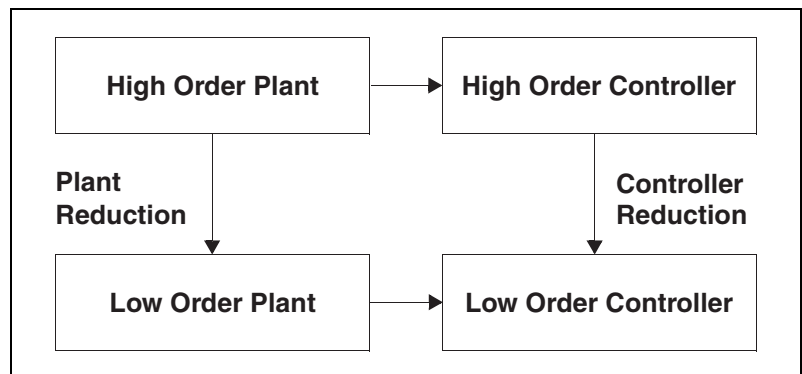 High Order Plant
High Order Controller
Plant
Reduction
Controller
Reduction
Low Order Plant
Low Order Controller